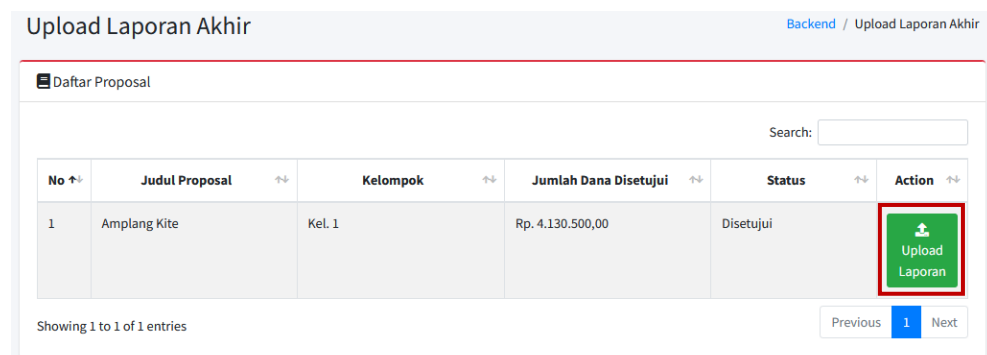 Upload Laporan Akhir
Backend / Upload Laporan Akhir
Daftar Proposal
Search:
No Judul Proposal Kelompok Jumlah Dana Disetujui Status Action
1 Amplang Kite Kel. 1 Rp. 4.130.500,00 Disetujui
Upload
Laporan
Showing 1 to 1 of 1 entries
Previous 1 Next